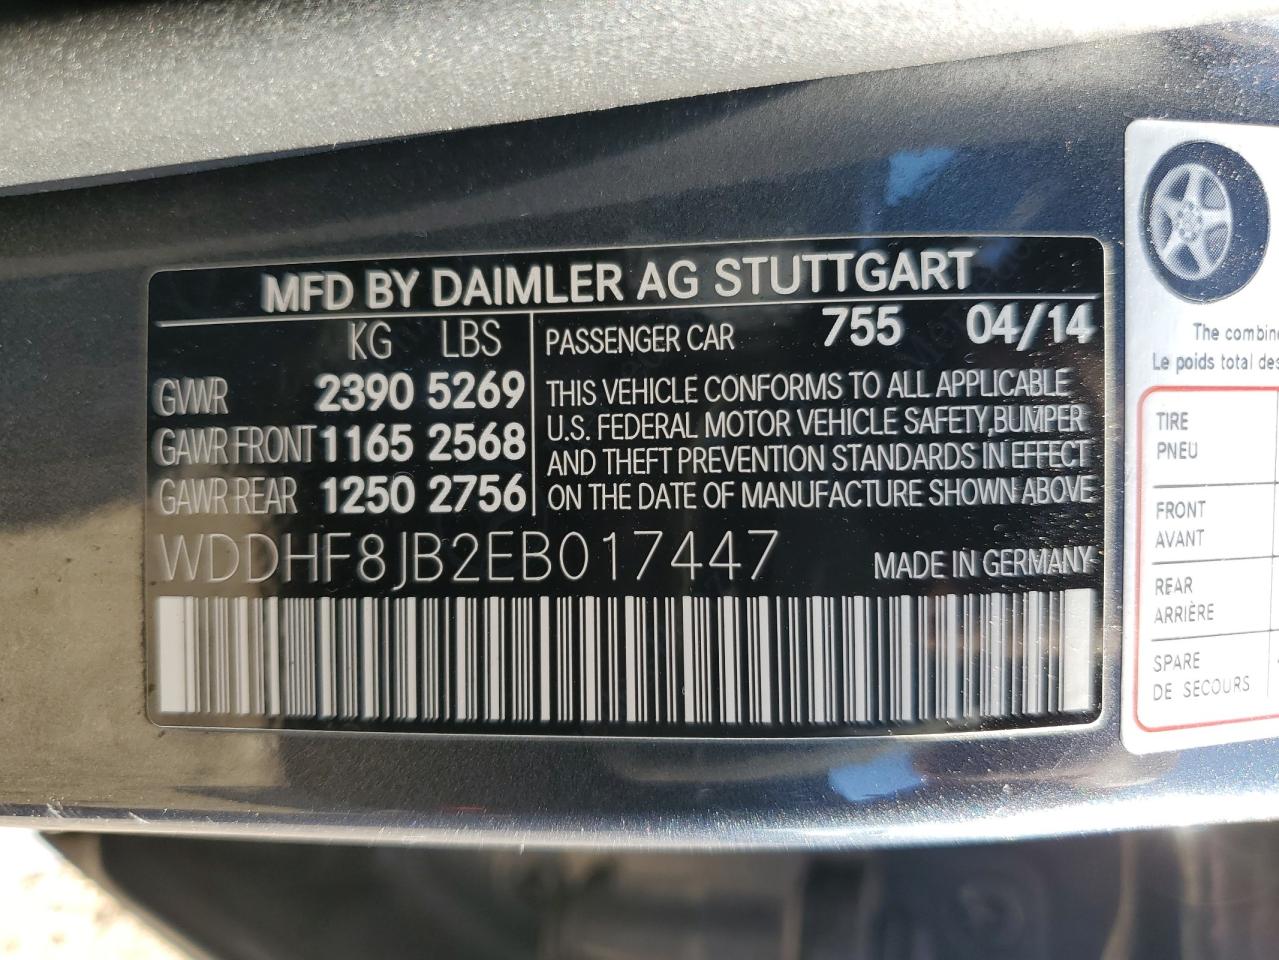 MFD BY DAIMLER AG STUTTGART
KG LBS
GVWR 2390 5269
GAWR FRONT 1165 2568
GAWR REAR 1250 2756
PASSENGER CAR 755 04/14
THIS VEHICLE CONFORMS TO ALL APPLICABLE
U.S. FEDERAL MOTOR VEHICLE SAFETY, BUMPER
AND THEFT PREVENTION STANDARDS IN EFFECT
ON THE DATE OF MANUFACTURE SHOWN ABOVE
WDDHF8JB2EB017447 MADE IN GERMANY
The combin
Le poids total des
TIRE
PNEU
FRONT
AVANT
REAR
ARRIÈRE
SPARE
DE SECOURS